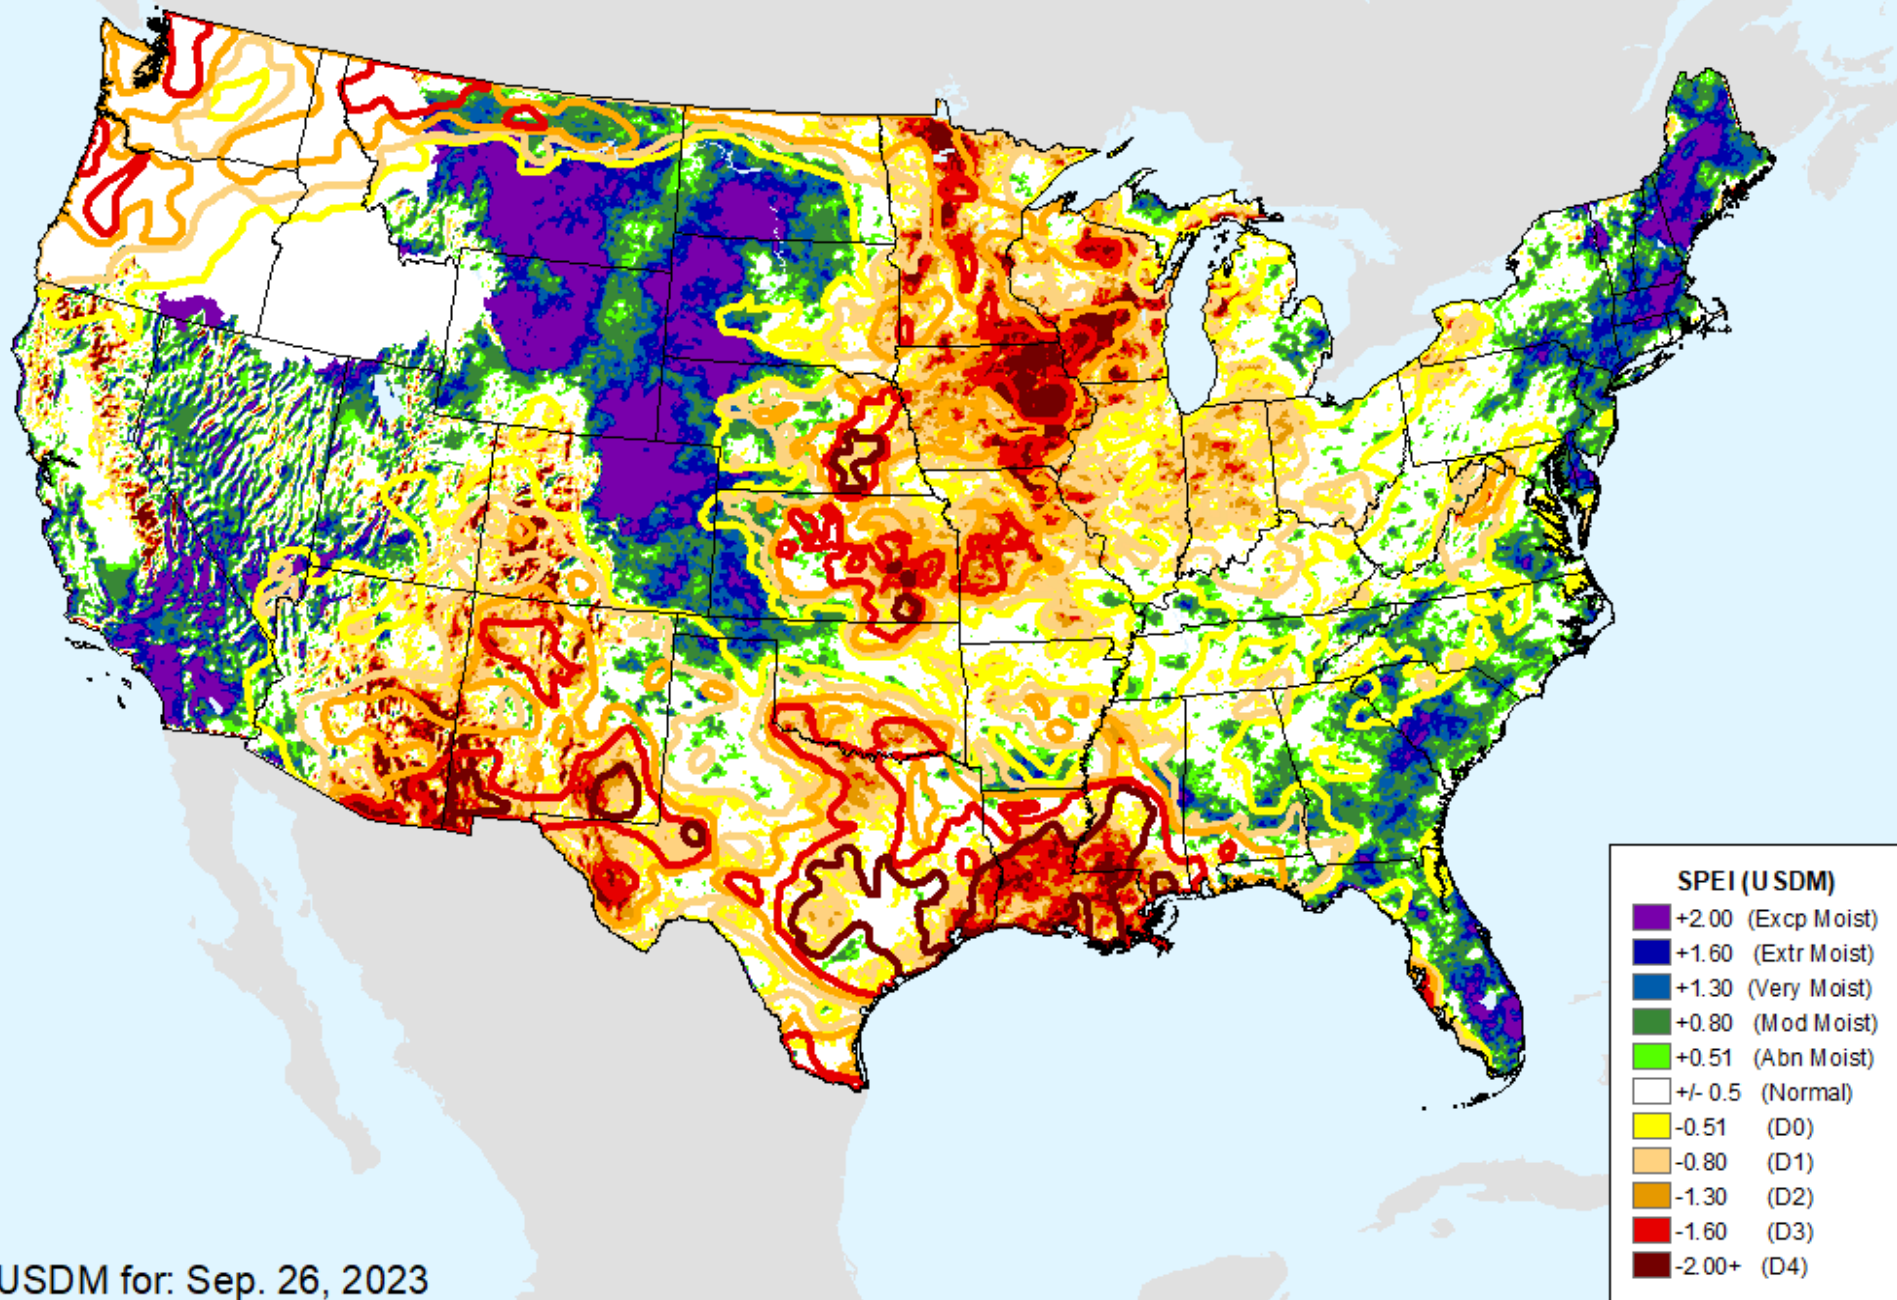 SPEI (USDM)
+2.00 (Excp Moist)
+1.60 (Extr Moist)
+1.30 (Very Moist)
+0.80 (Mod Moist)
+0.51 (Abn Moist)
+/- 0.5 (Normal)
-0.51 (D0)
-0.80 (D1)
-1.30 (D2)
-1.60 (D3)
-2.00+ (D4)
USDM for: Sep. 26, 2023